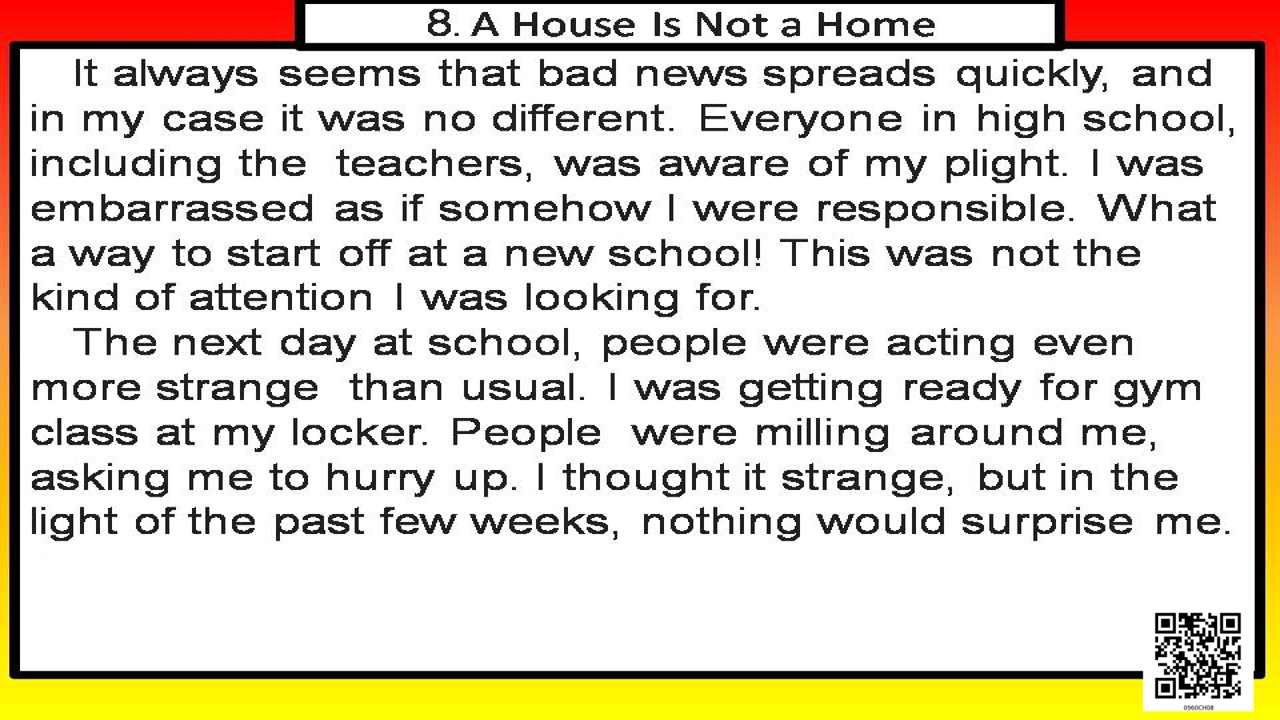 8. A House Is Not a Home
It always seems that bad news spreads quickly, and
in my case it was no different. Everyone in high school,
including the teachers, was aware of my plight. I was
embarrassed as if somehow I were responsible. What
a way to start off at a new school! This was not the
kind of attention I was looking for.
The next day at school, people were acting even
more strange than usual. I was getting ready for gym
class at my locker. People were milling around me,
asking me to hurry up. I thought it strange, but in the
light of the past few weeks, nothing would surprise me.
0960CH08